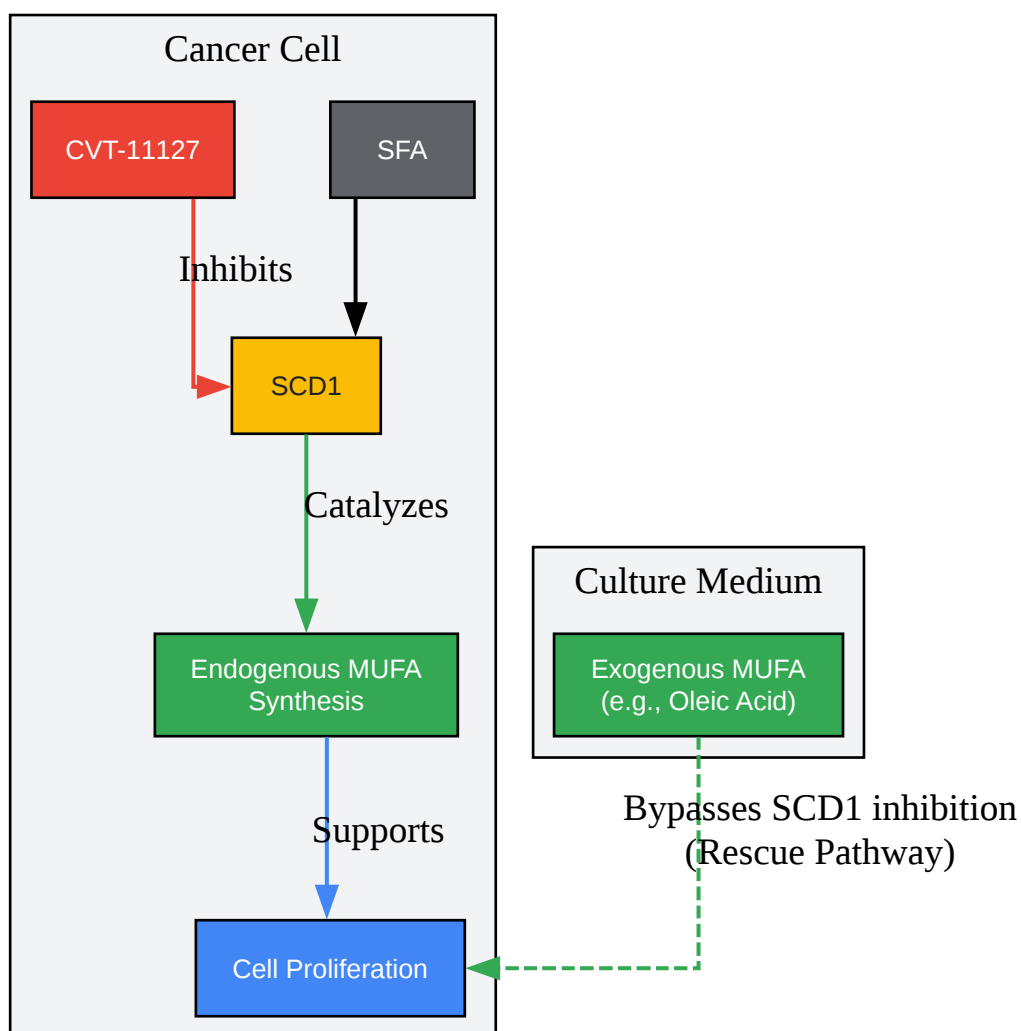 Cancer Cell
CVT-11127
SFA
Inhibits
SCD1
Catalyzes
Culture Medium
Endogenous MUFA
Synthesis
Exogenous MUFA
(e.g., Oleic Acid)
Supports
Bypasses SCD1 inhibition
(Rescue Pathway)
Cell Proliferation